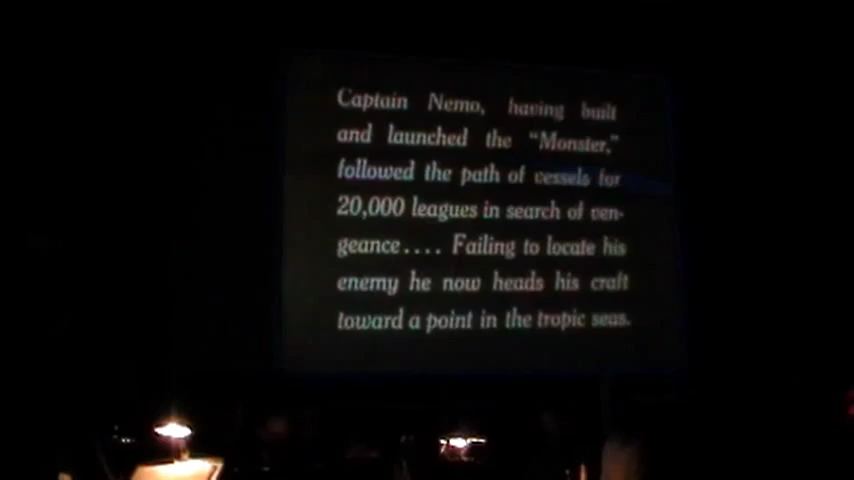 Captain Nemo, having built
and launched the "Monster,"
followed the path of vessels for
20,000 leagues in search of ven-
geance.... Failing to locate his
enemy he now heads his craft
toward a point in the tropic seas.